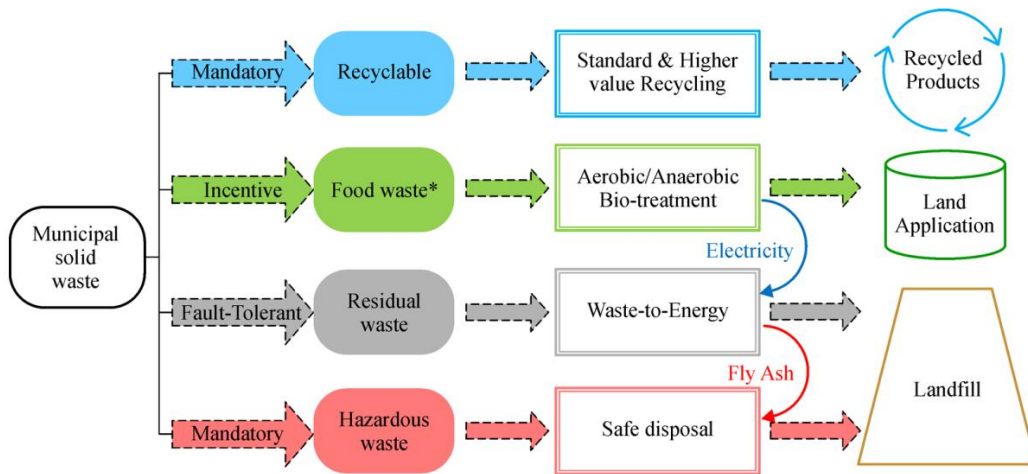 Mandatory
Recyclable
Standard & Higher
value Recycling
Recycled
Products
Incentive
Food waste*
Aerobic/Anaerobic
Bio-treatment
Land
Application
Municipal
solid
waste
Electricity
Fault-Tolerant
Residual
waste
Waste-to-Energy
Fly Ash
Landfill
Mandatory
Hazardous
waste
Safe disposal